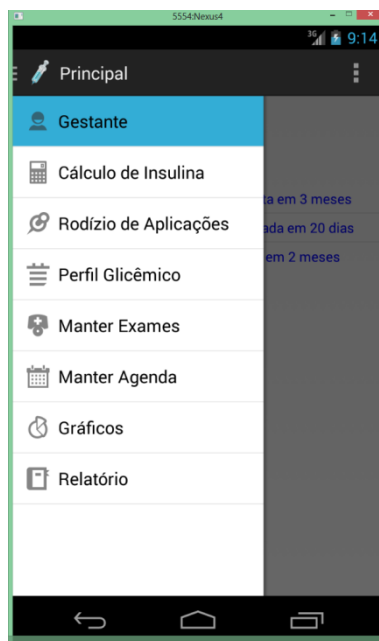 5554:Nexus4
3G 9:14
Principal
Gestante
Cálculo de Insulina
Rodízio de Aplicações
ta em 3 meses
ada em 20 dias
Perfil Glicêmico
em 2 meses
Manter Exames
Manter Agenda
Gráficos
Relatório